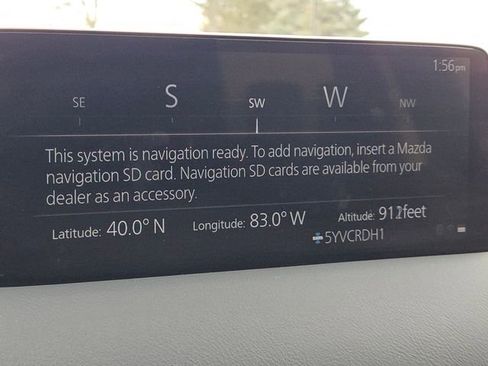 1:56pm
SE S SW W NW
This system is navigation ready. To add navigation, insert a Mazda
navigation SD card. Navigation SD cards are available from your
dealer as an accessory.
Latitude: 40.0° N Longitude: 83.0° W Altitude: 912feet
5YVCRDH1